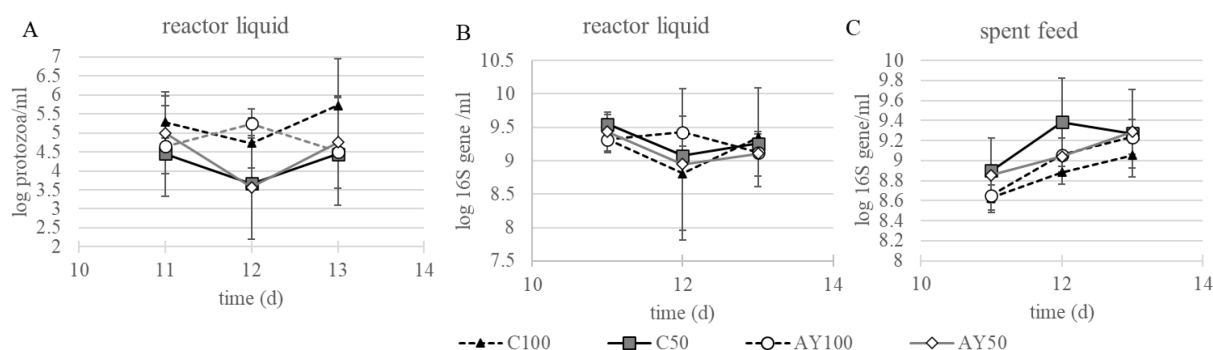 A
reactor liquid
log protozoa/ml
7
6.5
6
5.5
5
4.5
4
3.5
3
2.5
2
10 11 12 13 14
time (d)
B
reactor liquid
log 16S gene /ml
10.5
10
9.5
9
8.5
8
7.5
10 12 14
time (d)
C
spent feed
log 16S gene/ml
10
9.8
9.6
9.4
9.2
9
8.8
8.6
8.4
8.2
8
10 12 14
time (d)
C100 C50 AY100 AY50